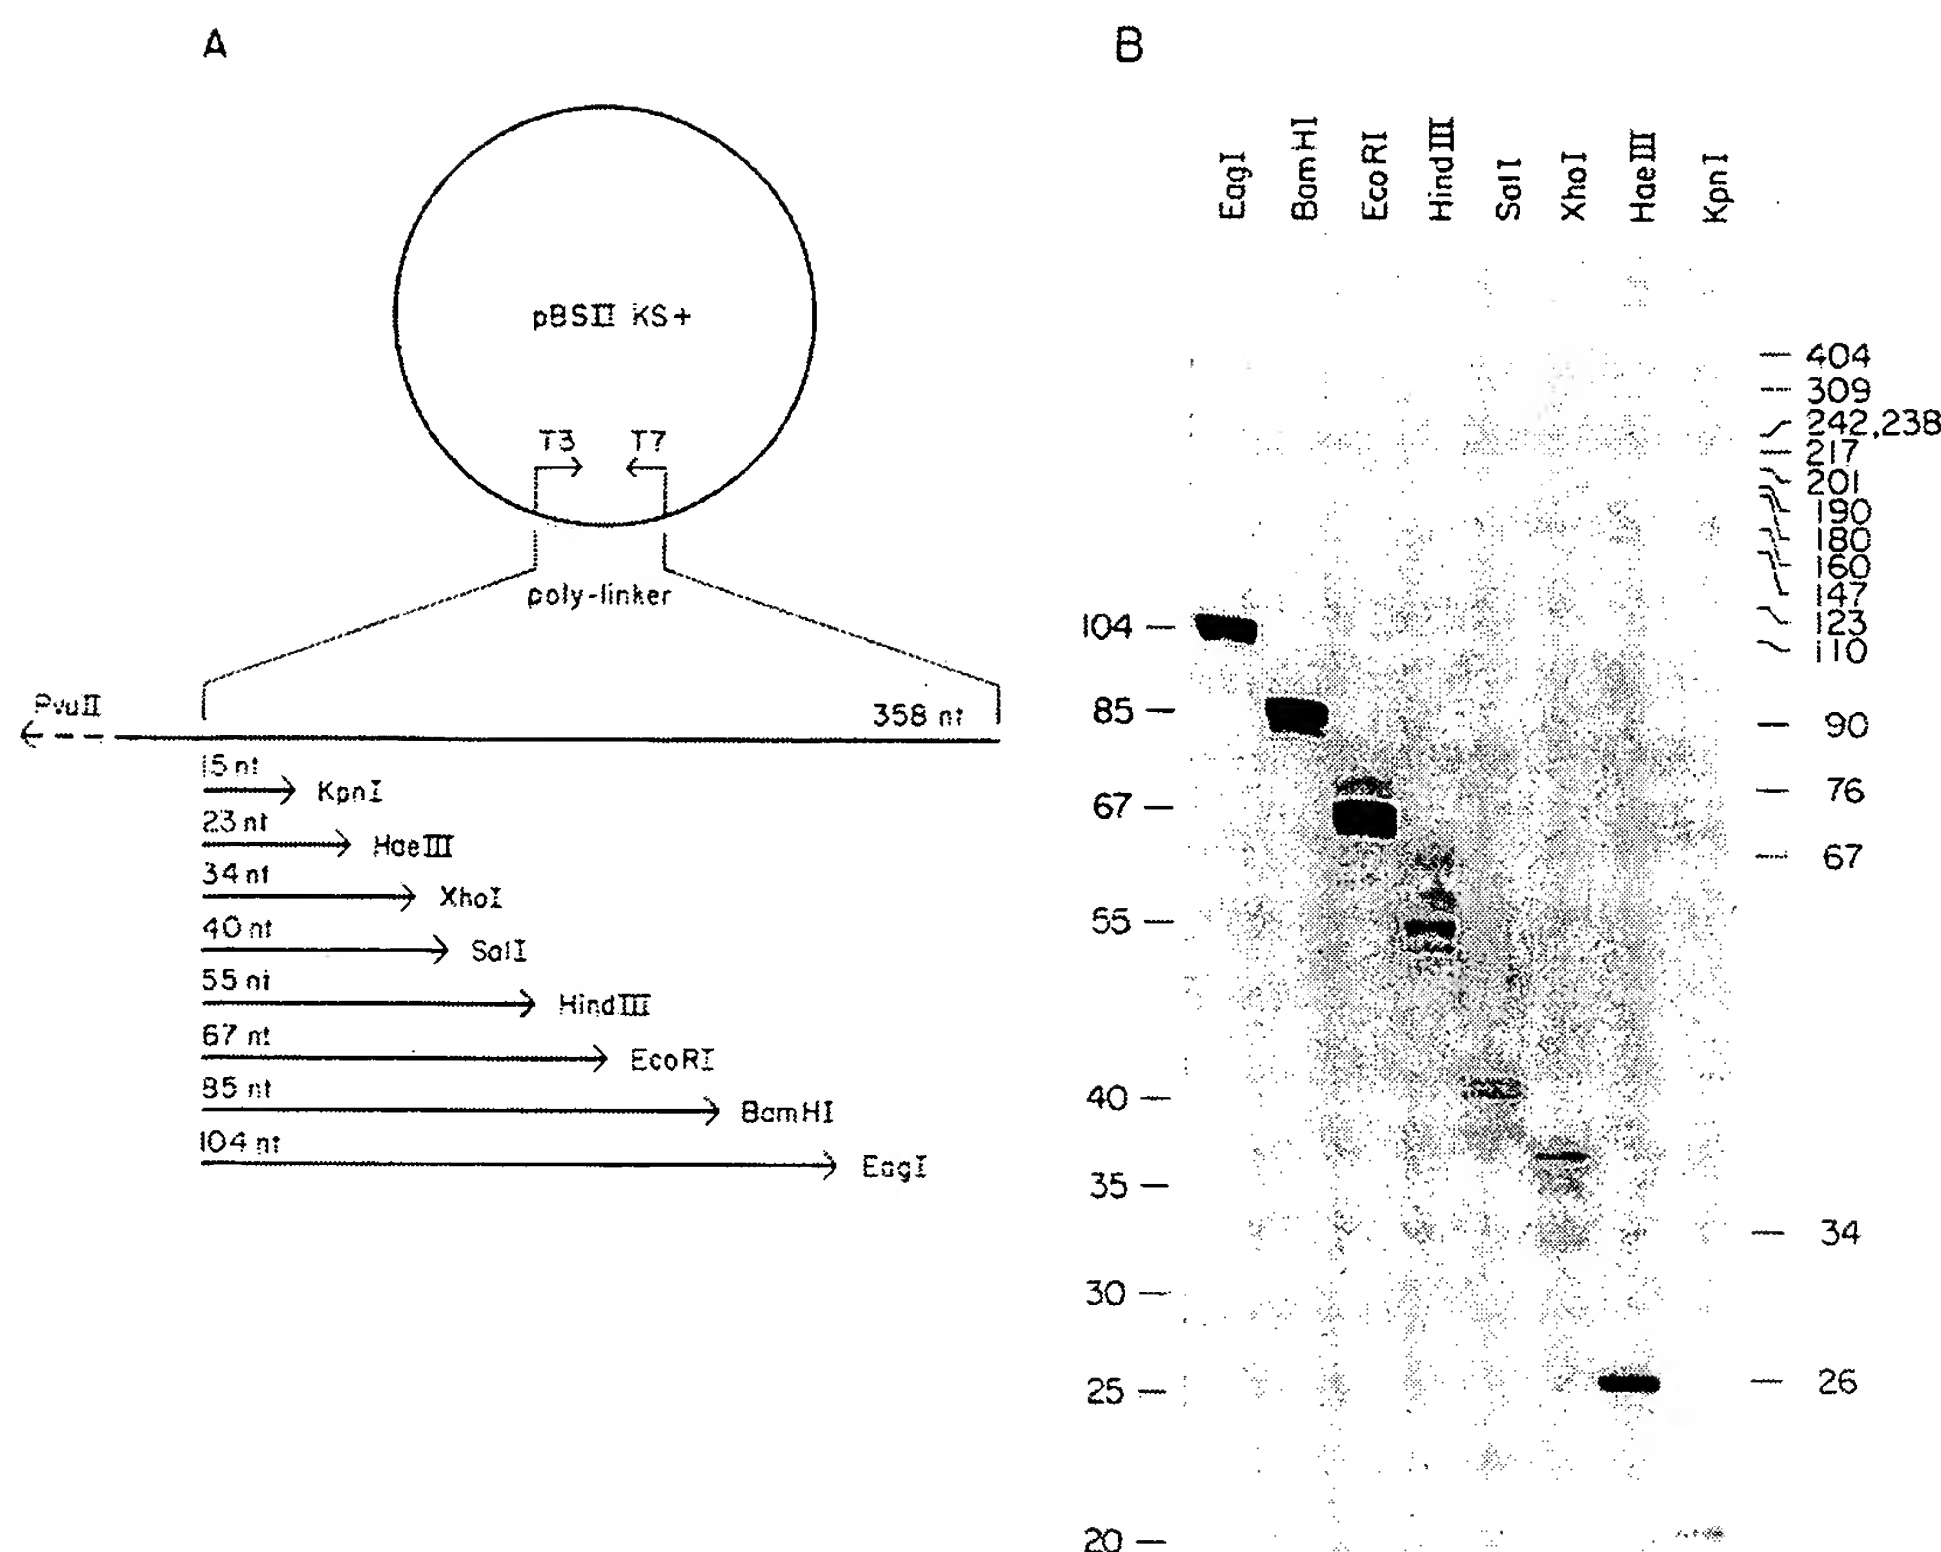 A
pBSII KS+
T3 T7
poly-linker
PvuII
358 nt
15 nt
KpnI
23 nt
HaeIII
34 nt
XhoI
40 nt
SalI
55 nt
HindIII
67 nt
EcoRI
85 nt
BamHI
104 nt
EagI
B
EagI
BamHI
EcoRI
HindIII
SalI
XhoI
HaeIII
KpnI
104
85
67
55
40
35
30
25
20
404
309
242,238
217
201
190
180
160
147
123
110
90
76
67
34
26